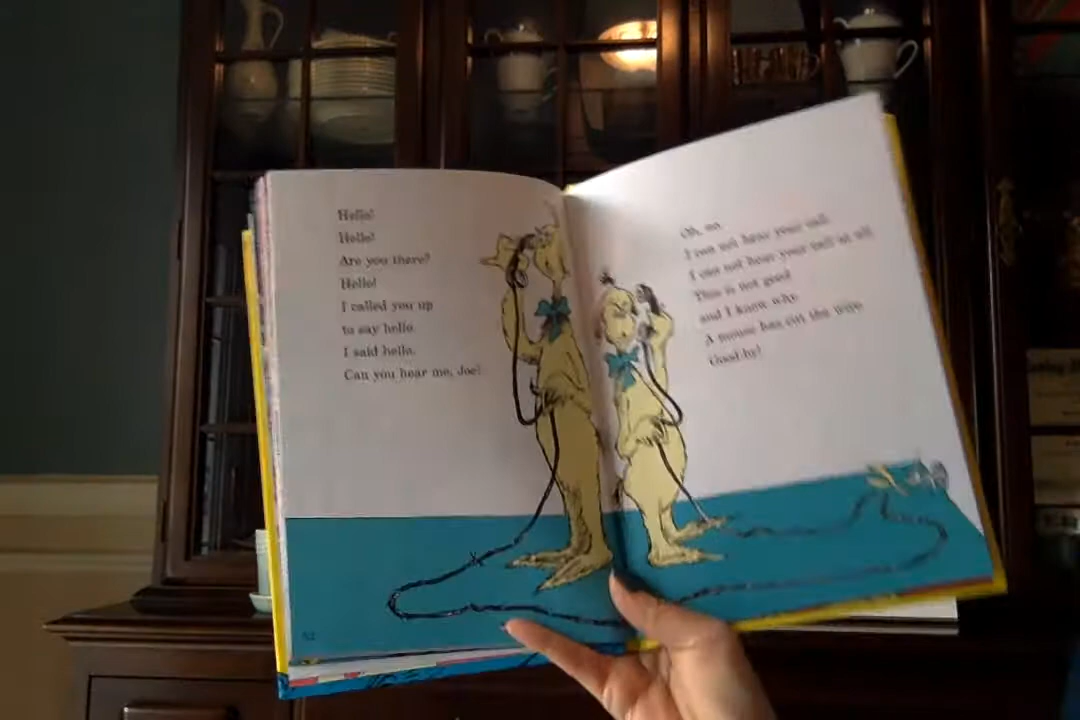 Hello!
Hello!
Are you there?
Hello!
I called you up
to say hello.
I said hello.
Can you hear me, Joe?
52
Oh, no.
I can not hear your call.
I can not hear your call at all.
This is not good
and I know why.
A mouse has cut the wire.
Good-by!